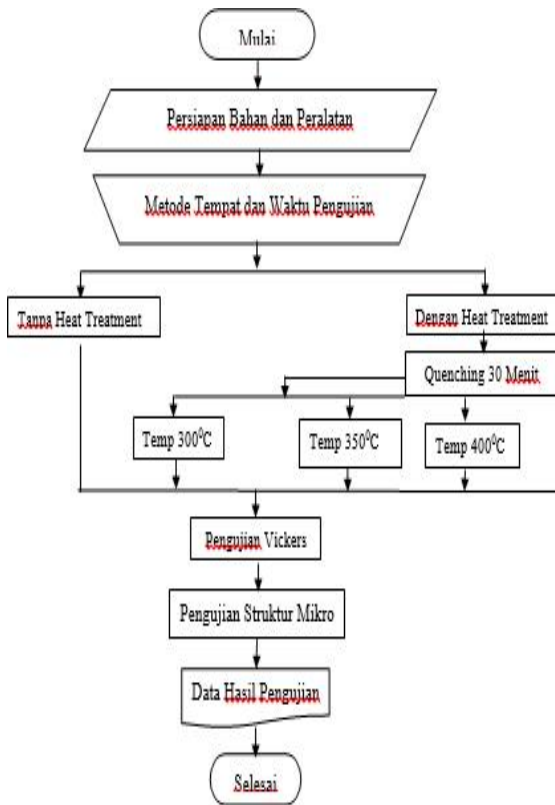 Mulai
Persiapan Bahan dan Peralatan
Metode Tempat dan Waktu Pengujian
Tanpa Heat Treatment
Dengan Heat Treatment
Quenching 30 Menit
Temp 300⁰C
Temp 350⁰C
Temp 400⁰C
Pengujian Vickers
Pengujian Struktur Mikro
Data Hasil Pengujian
Selesai